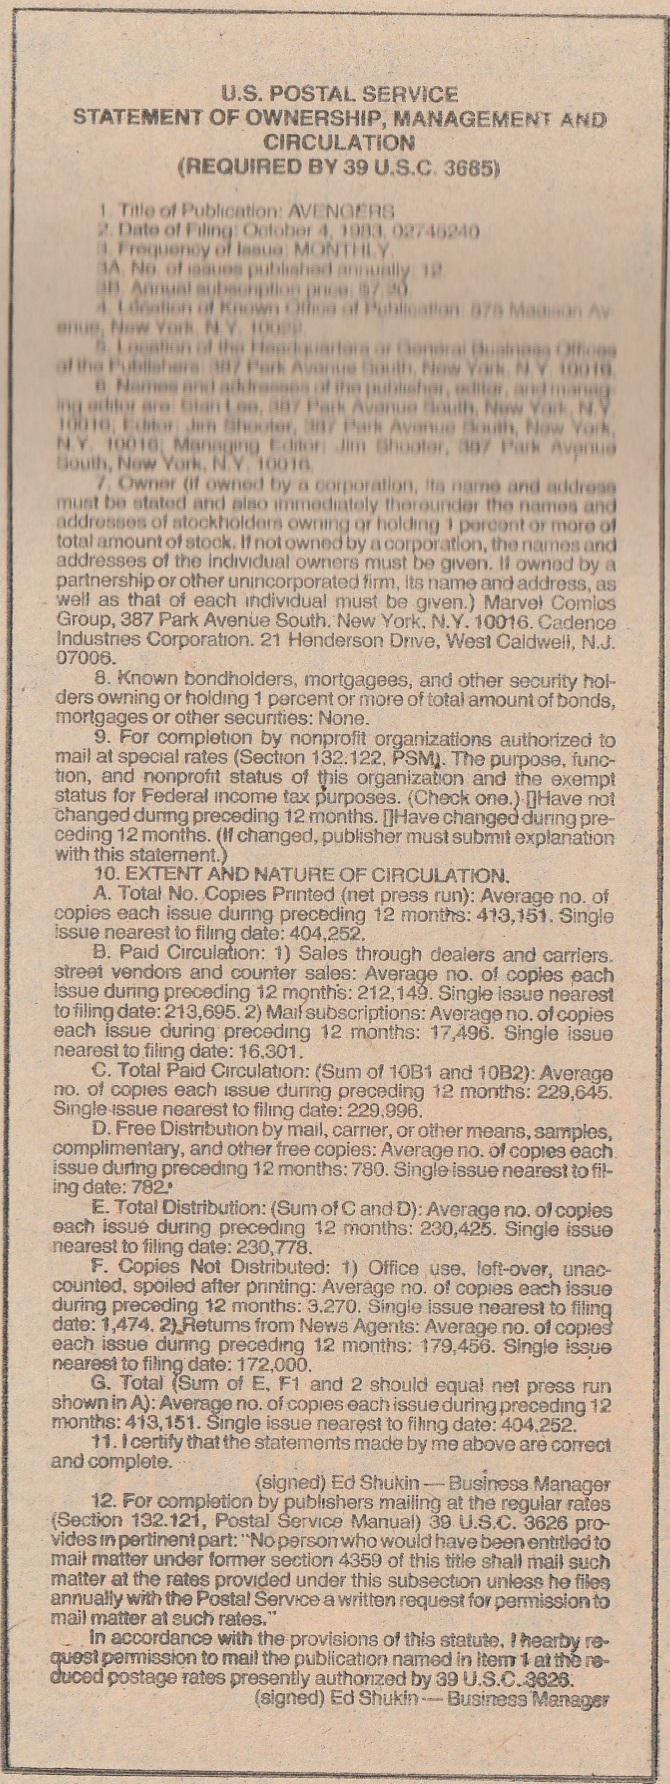 U.S. POSTAL SERVICE
STATEMENT OF OWNERSHIP, MANAGEMENT AND
CIRCULATION
(REQUIRED BY 39 U.S.C. 3685)
1. Title of Publication: AVENGERS
2. Date of Filing: October 4, 1983, 02746240
3. Frequency of Issue: MONTHLY.
3A. No. of issues published annually: 12
3B. Annual subscription price: $7.20
4. Location of Known Office of Publication: 575 Madison Av-
enue, New York, N.Y. 10022.
5. Location of the Headquarters or General Business Offices
of the Publishers: 387 Park Avenue South, New York, N.Y. 10016.
6. Names and addresses of the publisher, editor, and manag-
ing editor are: Stan Lee, 387 Park Avenue South, New York, N.Y.
10016; Editor: Jim Shooter, 387 Park Avenue South, New York,
N.Y. 10016; Managing Editor: Jim Shooter, 387 Park Avenue
South, New York, N.Y. 10016.
7. Owner (if owned by a corporation, its name and address
must be stated and also immediately thereunder the names and
addresses of stockholders owning or holding 1 percent or more of
total amount of stock. If not owned by a corporation, the names and
addresses of the individual owners must be given. If owned by a
partnership or other unincorporated firm, its name and address, as
well as that of each individual must be given.) Marvel Comics
Group, 387 Park Avenue South. New York, N.Y. 10016. Cadence
Industries Corporation. 21 Henderson Drive, West Caldwell, N.J.
07006.
8. Known bondholders, mortgagees, and other security hol-
ders owning or holding 1 percent or more of total amount of bonds,
mortgages or other securities: None.
9. For completion by nonprofit organizations authorized to
mail at special rates (Section 132.122, PSM). The purpose, func-
tion, and nonprofit status of this organization and the exempt
status for Federal income tax purposes. (Check one.) []Have not
changed during preceding 12 months. []Have changed during pre-
ceding 12 months. (If changed, publisher must submit explanation
with this statement.)
10. EXTENT AND NATURE OF CIRCULATION.
A. Total No. Copies Printed (net press run): Average no. of
copies each issue during preceding 12 months: 413,151. Single
issue nearest to filing date: 404,252.
B. Paid Circulation: 1) Sales through dealers and carriers.
street vendors and counter sales: Average no. of copies each
issue during preceding 12 months: 212,149. Single issue nearest
to filing date: 213,695. 2) Mail subscriptions: Average no. of copies
each issue during preceding 12 months: 17,496. Single issue
nearest to filing date: 16,301.
C. Total Paid Circulation: (Sum of 10B1 and 10B2): Average
no. of copies each issue during preceding 12 months: 229,645.
Single issue nearest to filing date: 229,996.
D. Free Distribution by mail, carrier, or other means, samples,
complimentary, and other free copies: Average no. of copies each
issue during preceding 12 months: 780. Single issue nearest to fil-
ing date: 782.
E. Total Distribution: (Sum of C and D): Average no. of copies
each issue during preceding 12 months: 230,425. Single issue
nearest to filing date: 230,778.
F. Copies Not Distributed: 1) Office use, left-over, unac-
counted, spoiled after printing: Average no. of copies each issue
during preceding 12 months: 3,270. Single issue nearest to filing
date: 1,474. 2) Returns from News Agents: Average no. of copies
each issue during preceding 12 months: 179,456. Single issue
nearest to filing date: 172,000.
G. Total (Sum of E, F1 and 2 should equal net press run
shown in A): Average no. of copies each issue during preceding 12
months: 413,151. Single issue nearest to filing date: 404,252.
11. I certify that the statements made by me above are correct
and complete.
(signed) Ed Shukin — Business Manager
12. For completion by publishers mailing at the regular rates
(Section 132.121, Postal Service Manual) 39 U.S.C. 3626 pro-
vides in pertinent part: "No person who would have been entitled to
mail matter under former section 4359 of this title shall mail such
matter at the rates provided under this subsection unless he files
annually with the Postal Service a written request for permission to
mail matter at such rates."
In accordance with the provisions of this statute, I hearby re-
quest permission to mail the publication named in Item 1 at the re-
duced postage rates presently authorized by 39 U.S.C. 3626.
(signed) Ed Shukin — Business Manager